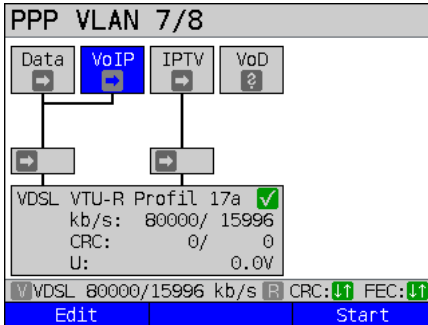 PPP VLAN 7/8
Data VoIP IPTV VoD
VDSL VTU-R Profil 17a
kb/s: 80000/ 15996
CRC: 0/ 0
U: 0.0V
V VDSL 80000/15996 kb/s R CRC: FEC:
Edit Start